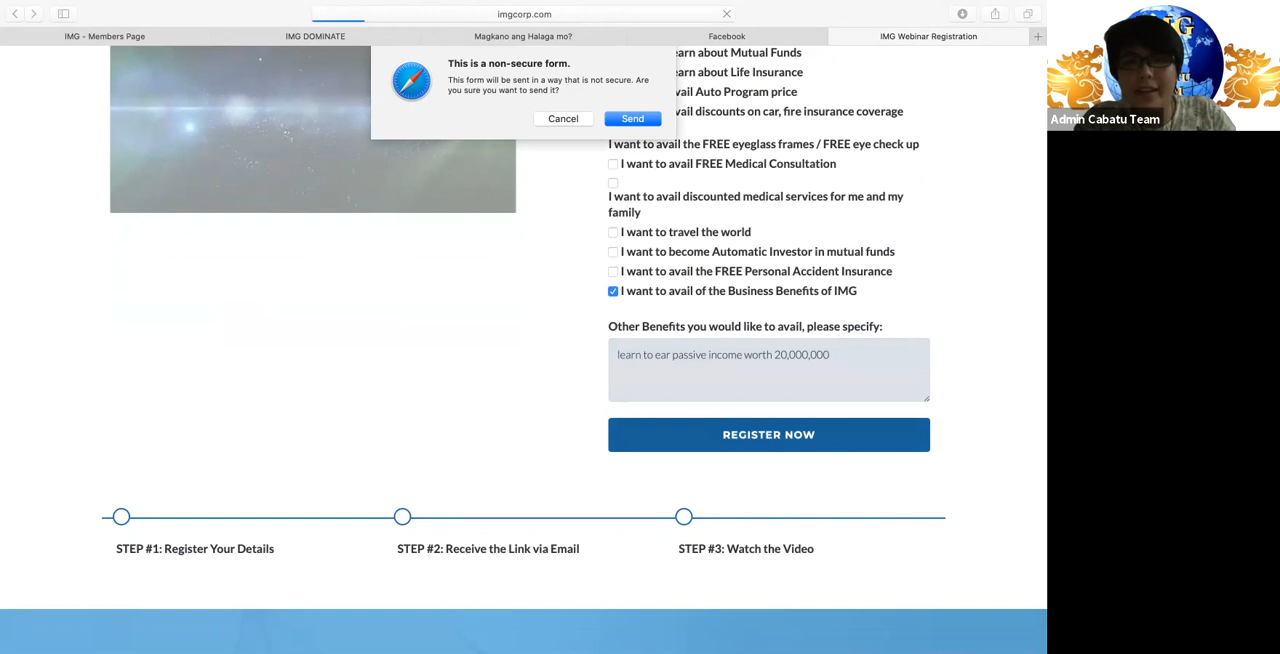 imgcorp.com
IMG - Members Page
IMG DOMINATE
Magkano ang Halaga mo?
Facebook
IMG Webinar Registration
This is a non-secure form.
This form will be sent in a way that is not secure. Are
you sure you want to send it?
Cancel
Send
earn about Mutual Funds
earn about Life Insurance
avail Auto Program price
avail discounts on car, fire insurance coverage
I want to avail the FREE eyeglass frames / FREE eye check up
I want to avail FREE Medical Consultation
I want to avail discounted medical services for me and my
family
I want to travel the world
I want to become Automatic Investor in mutual funds
I want to avail the FREE Personal Accident Insurance
I want to avail of the Business Benefits of IMG
Other Benefits you would like to avail, please specify:
learn to ear passive income worth 20,000,000
REGISTER NOW
STEP #1: Register Your Details
STEP #2: Receive the Link via Email
STEP #3: Watch the Video
Admin Cabatu Team